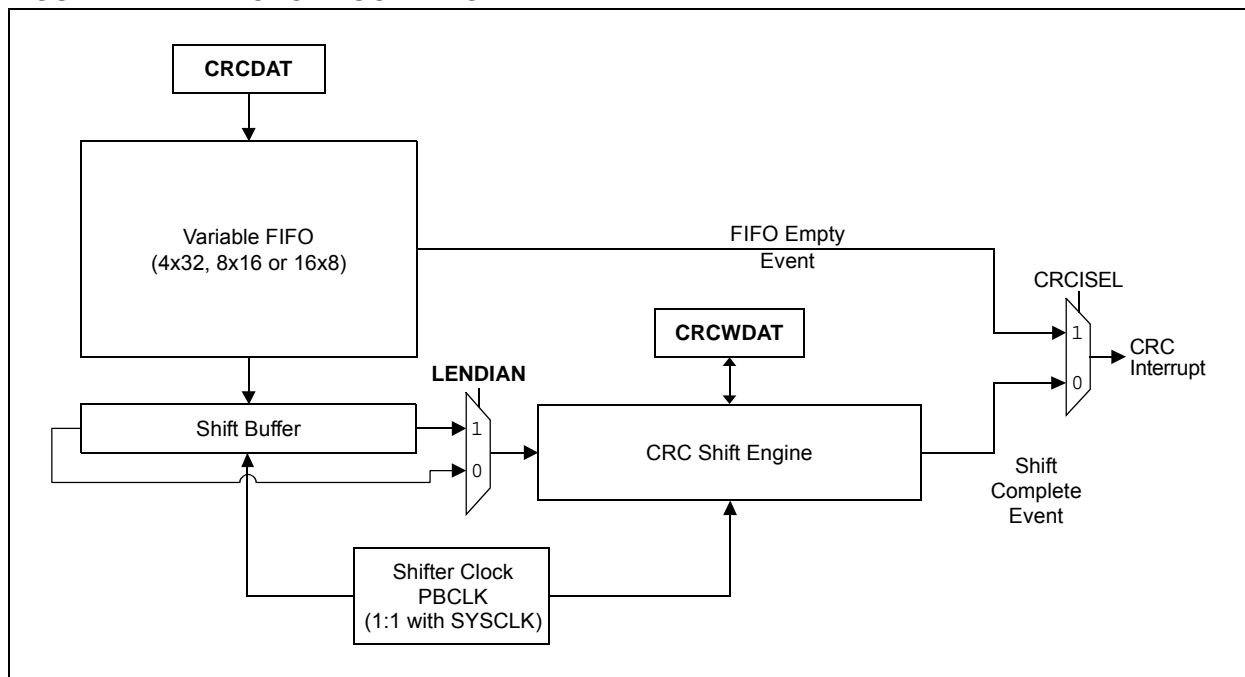 CRCDAT
Variable FIFO
(4x32, 8x16 or 16x8)
FIFO Empty
Event
CRCISEL
1
0
CRC
Interrupt
CRCWDAT
LENDIAN
Shift Buffer
1
0
CRC Shift Engine
Shift
Complete
Event
Shifter Clock
PBCLK
(1:1 with SYSCLK)